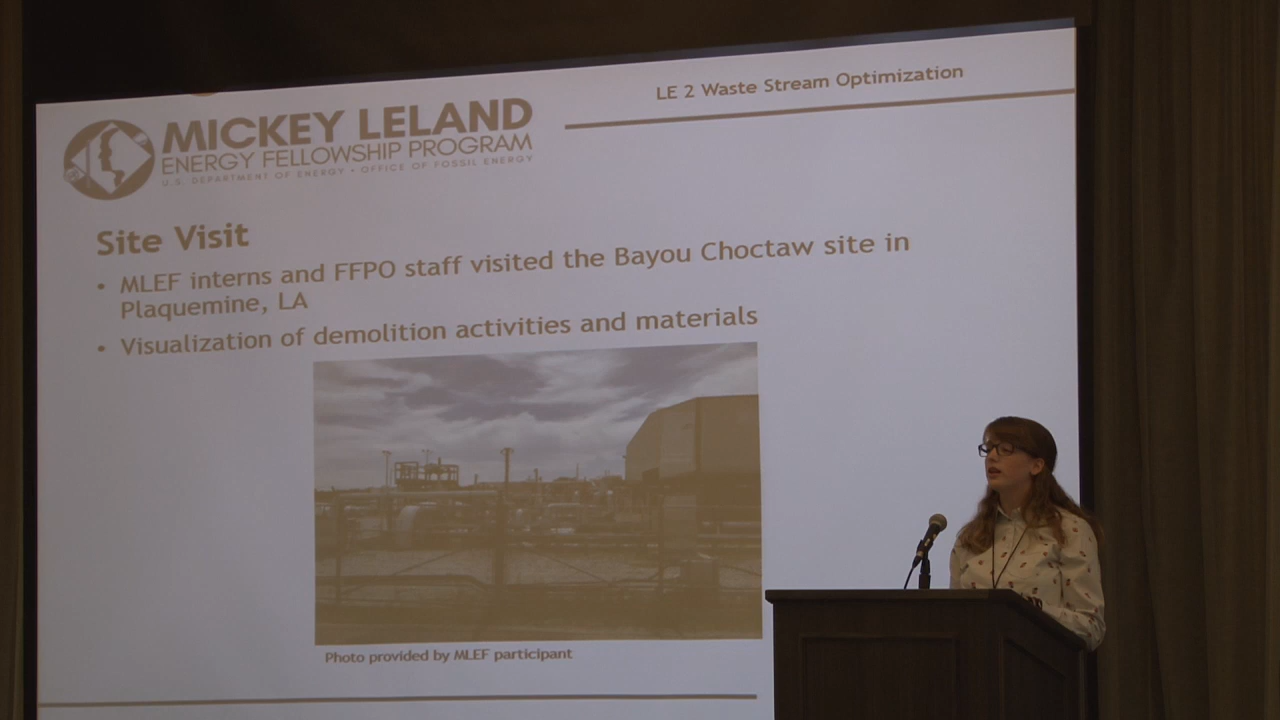 LE 2 Waste Stream Optimization
MICKEY LELAND
ENERGY FELLOWSHIP PROGRAM
U.S. DEPARTMENT OF ENERGY • OFFICE OF FOSSIL ENERGY
Site Visit
• MLEF interns and FFPO staff visited the Bayou Choctaw site in
Plaquemine, LA
• Visualization of demolition activities and materials
Photo provided by MLEF participant